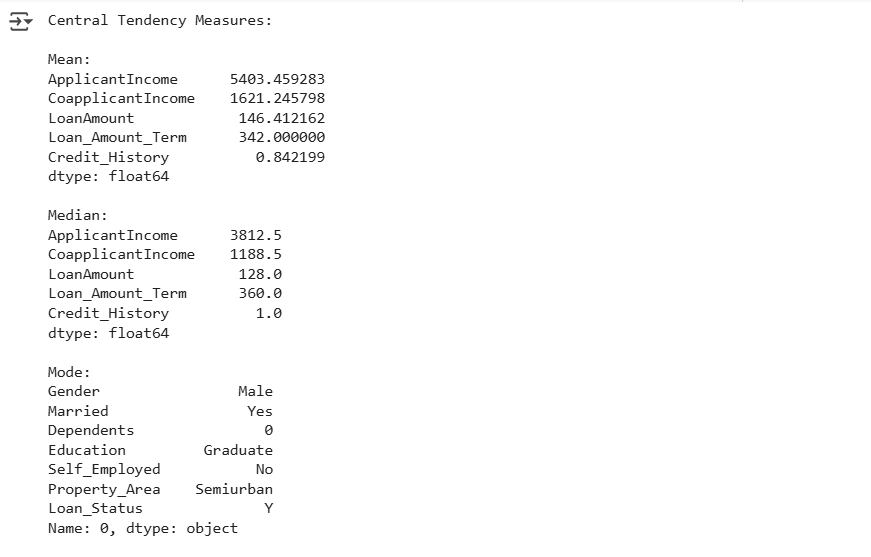 Central Tendency Measures:
Mean:
ApplicantIncome      5403.459283
CoapplicantIncome    1621.245798
LoanAmount            146.412162
Loan_Amount_Term      342.000000
Credit_History          0.842199
dtype: float64
Median:
ApplicantIncome      3812.5
CoapplicantIncome    1188.5
LoanAmount            128.0
Loan_Amount_Term      360.0
Credit_History          1.0
dtype: float64
Mode:
Gender                Male
Married                Yes
Dependents               0
Education         Graduate
Self_Employed           No
Property_Area    Semiurban
Loan_Status              Y
Name: 0, dtype: object